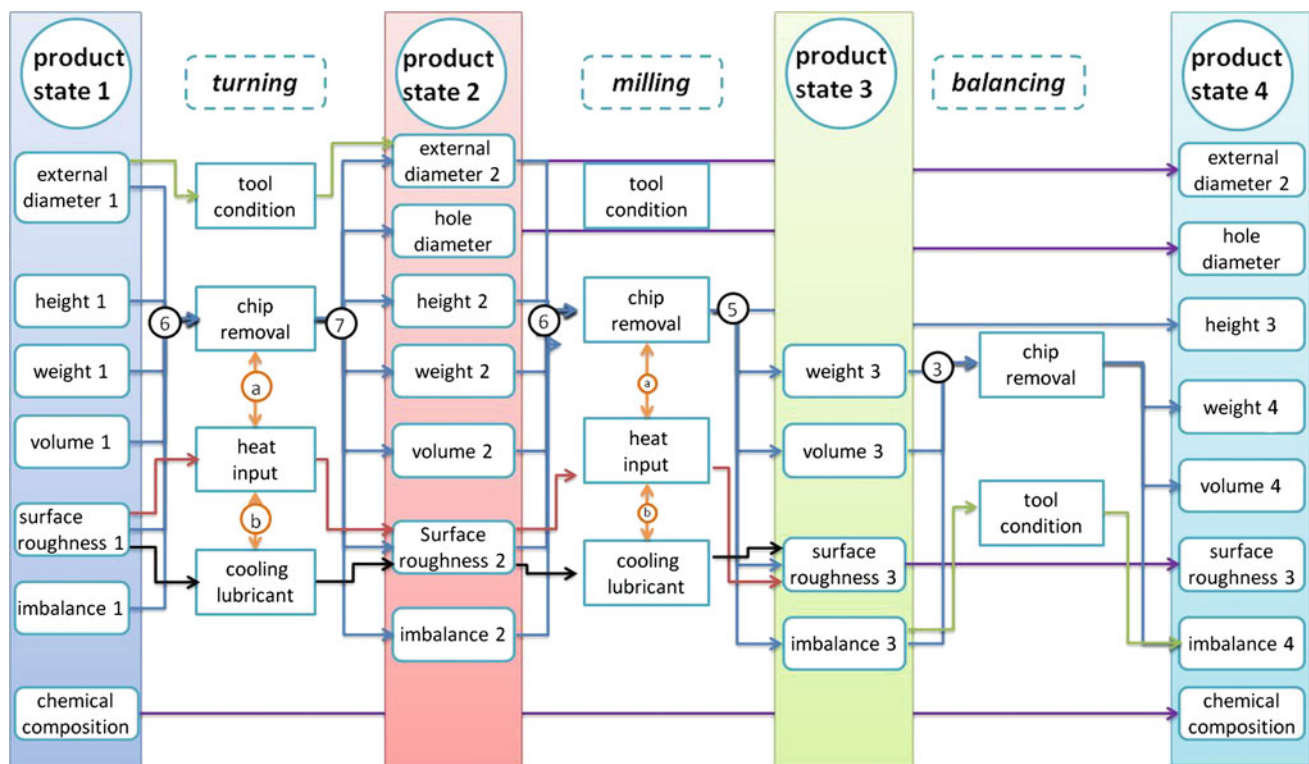 product
state 1
turning
product
state 2
milling
product
state 3
balancing
product
state 4
external
diameter 1
height 1
weight 1
volume 1
surface
roughness 1
imbalance 1
chemical
composition
6
tool
condition
chip
removal
a
heat
input
b
cooling
lubricant
7
external
diameter 2
hole
diameter
height 2
weight 2
volume 2
Surface
roughness 2
imbalance 2
6
tool
condition
chip
removal
a
heat
input
b
cooling
lubricant
5
weight 3
volume 3
surface
roughness 3
imbalance 3
3
chip
removal
tool
condition
external
diameter 2
hole
diameter
height 3
weight 4
volume 4
surface
roughness 3
imbalance 4
chemical
composition